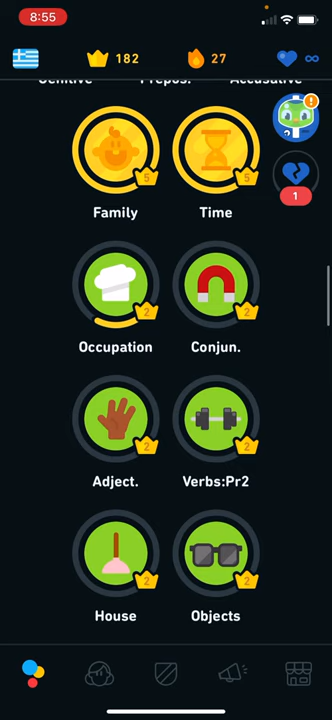 8:55
182 27 ∞
Genitive Prepos. Accusative
5 5 !
Family Time
1
2 2
Occupation Conjun.
2 2
Adject. Verbs:Pr2
2 2
House Objects